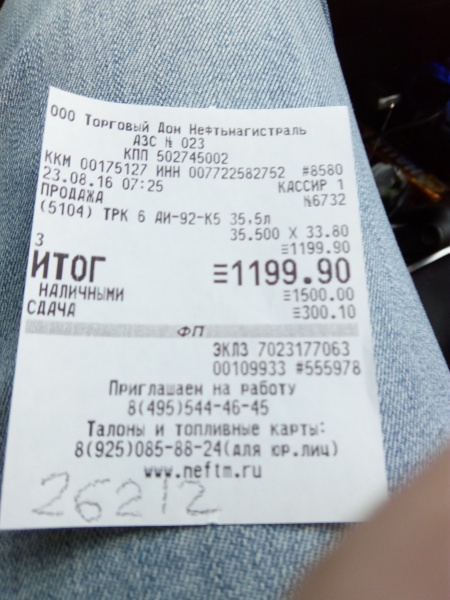 ООО Торговый Дом Нефтьмагистраль
АЗС № 023
КПП 502745002
ККМ 00175127 ИНН 007722582752 #8580
23.08.16 07:25 КАССИР 1
ПРОДАЖА №6732
(5104) ТРК 6 АИ-92-К5 35.5л
35.500 X 33.80
3 ≡1199.90
ИТОГ ≡1199.90
НАЛИЧНЫМИ ≡1500.00
СДАЧА ≡300.10
ФП
ЭКЛЗ 7023177063
00109933 #555978
Приглашаем на работу
8(495)544-46-45
Талоны и топливные карты:
8(925)085-88-24(для юр.лиц)
www.neftm.ru
26212